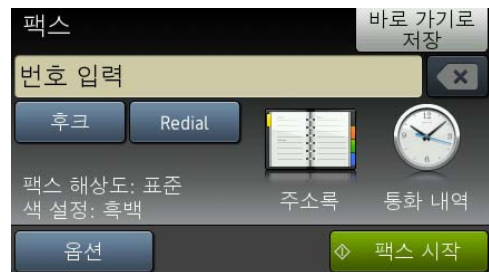 팩스
바로 가기로
저장
번호 입력
후크
Redial
팩스 해상도: 표준
색 설정: 흑백
주소록
통화 내역
옵션
팩스 시작